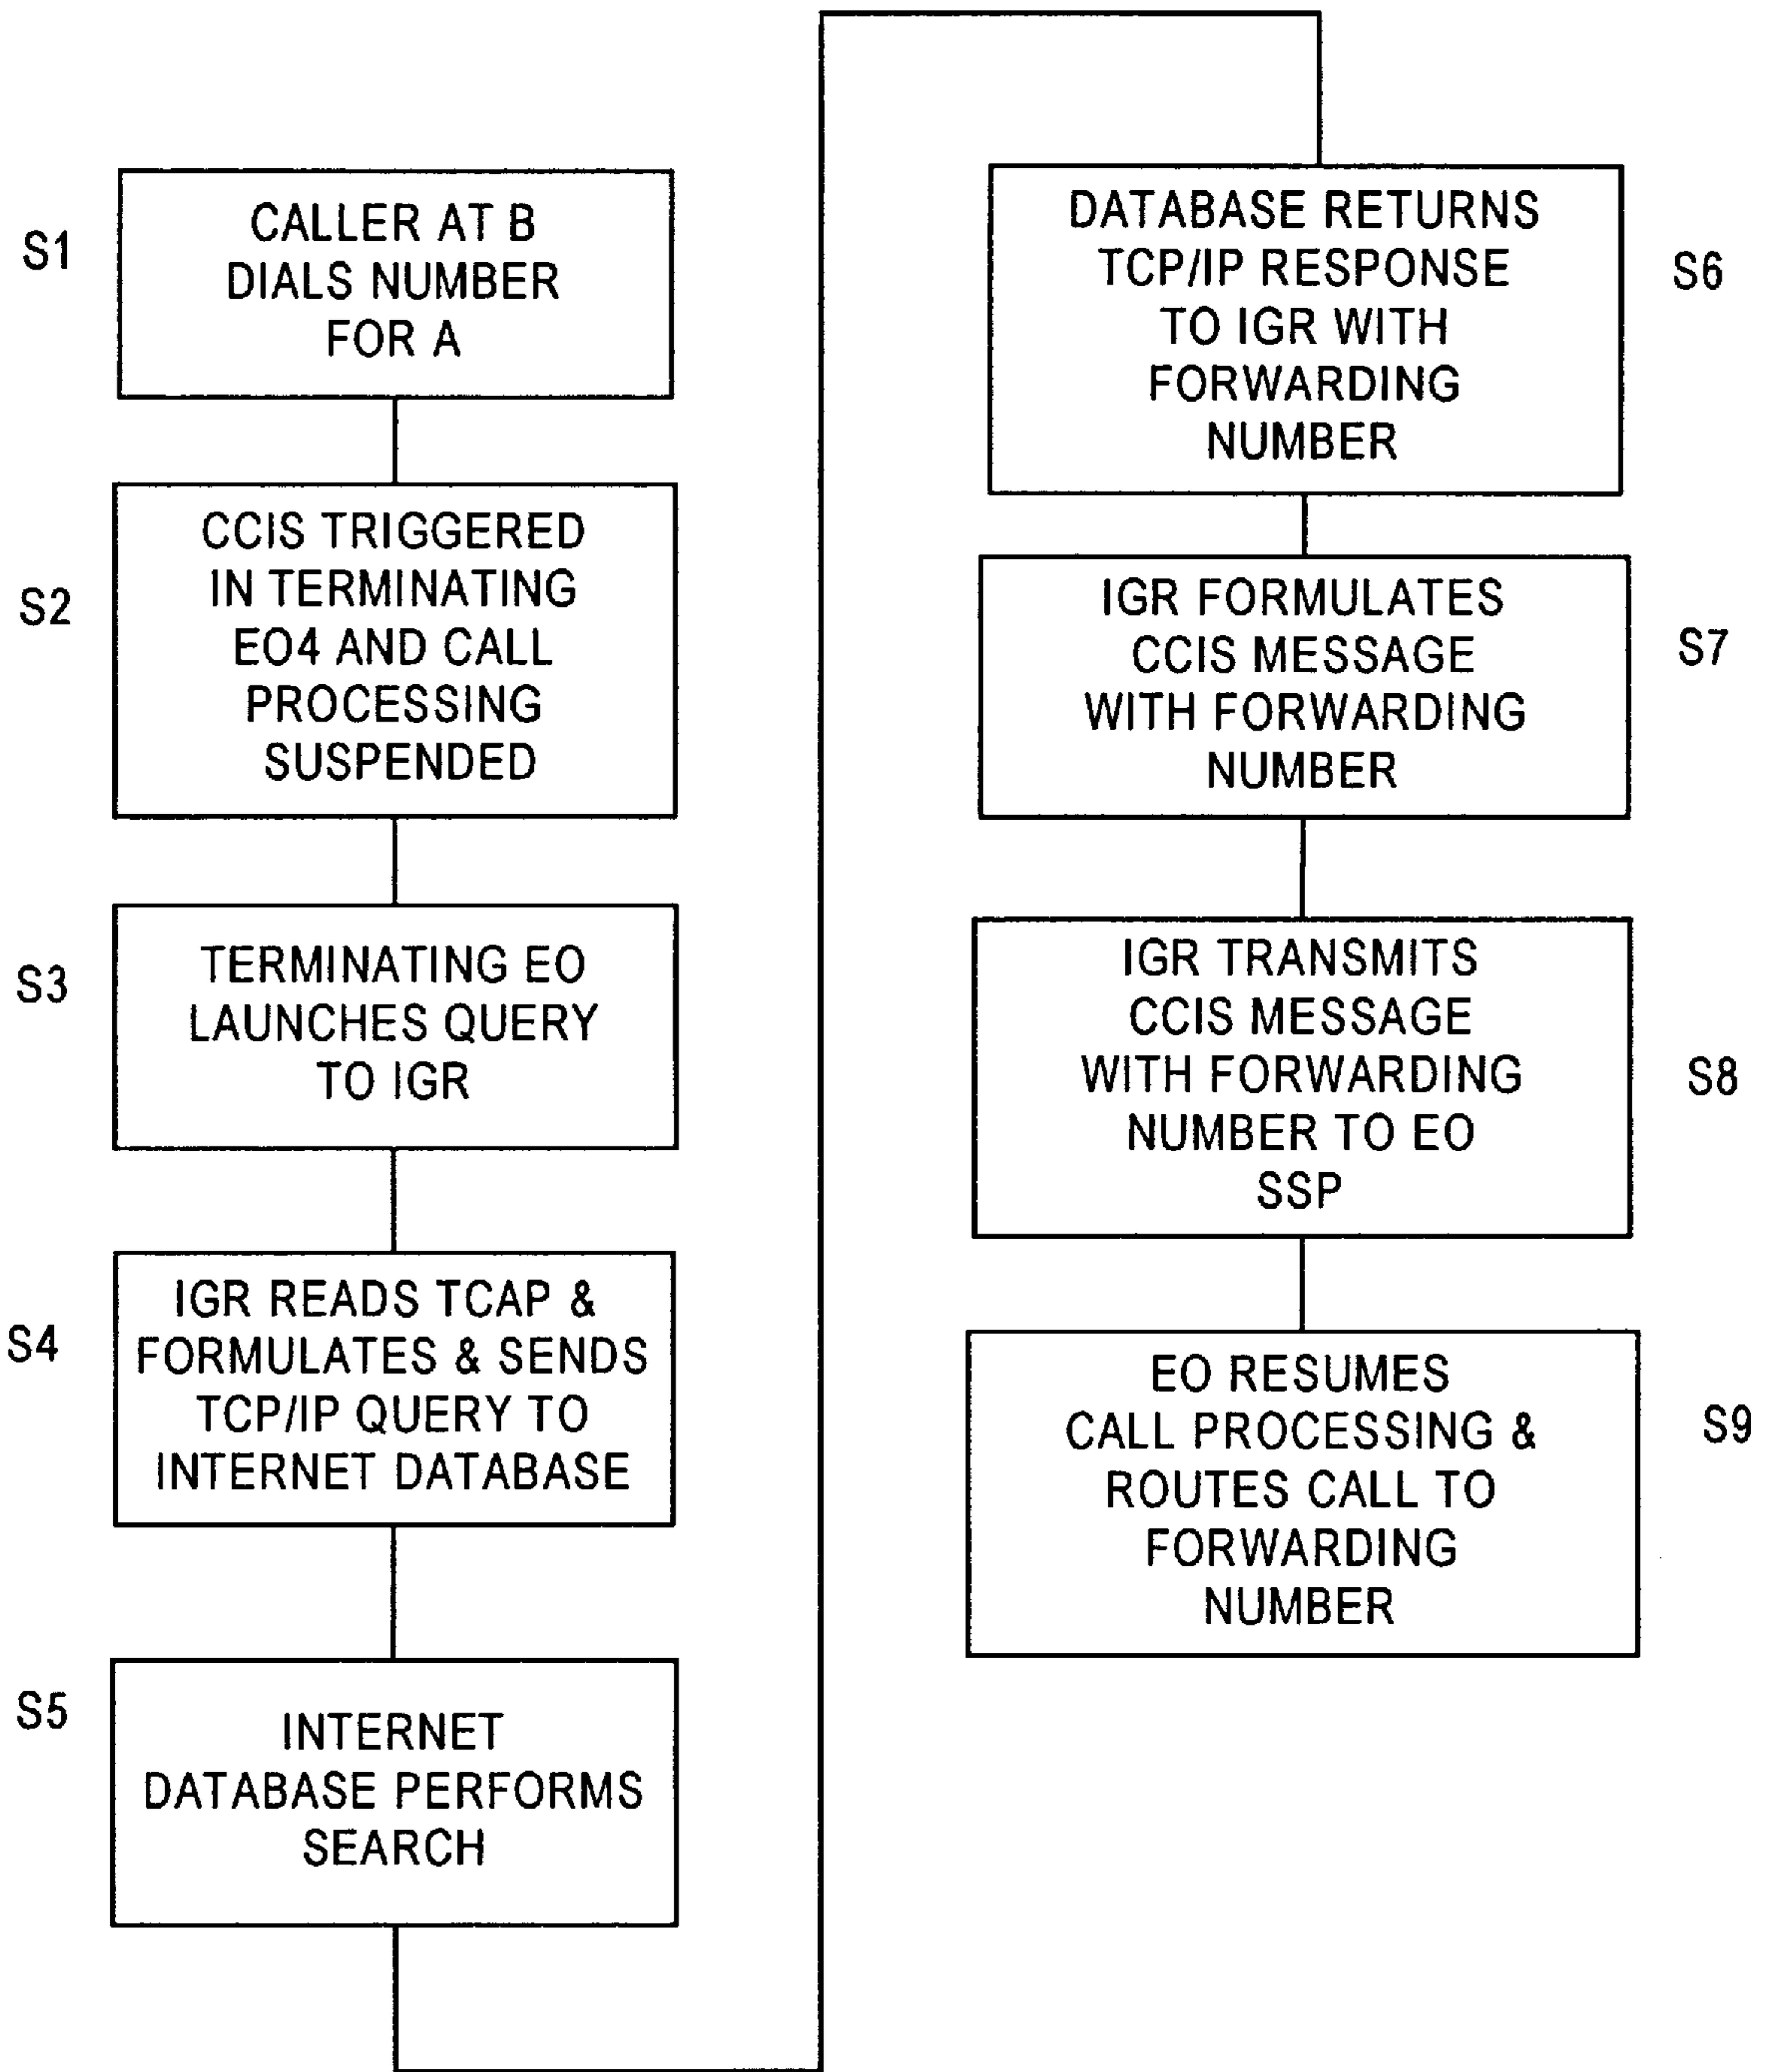 S1
CALLER AT B
DIALS NUMBER
FOR A
S2
CCIS TRIGGERED
IN TERMINATING
EO4 AND CALL
PROCESSING
SUSPENDED
S3
TERMINATING EO
LAUNCHES QUERY
TO IGR
S4
IGR READS TCAP &
FORMULATES & SENDS
TCP/IP QUERY TO
INTERNET DATABASE
S5
INTERNET
DATABASE PERFORMS
SEARCH
DATABASE RETURNS
TCP/IP RESPONSE
TO IGR WITH
FORWARDING
NUMBER
S6
IGR FORMULATES
CCIS MESSAGE
WITH FORWARDING
NUMBER
S7
IGR TRANSMITS
CCIS MESSAGE
WITH FORWARDING
NUMBER TO EO
SSP
S8
EO RESUMES
CALL PROCESSING &
ROUTES CALL TO
FORWARDING
NUMBER
S9